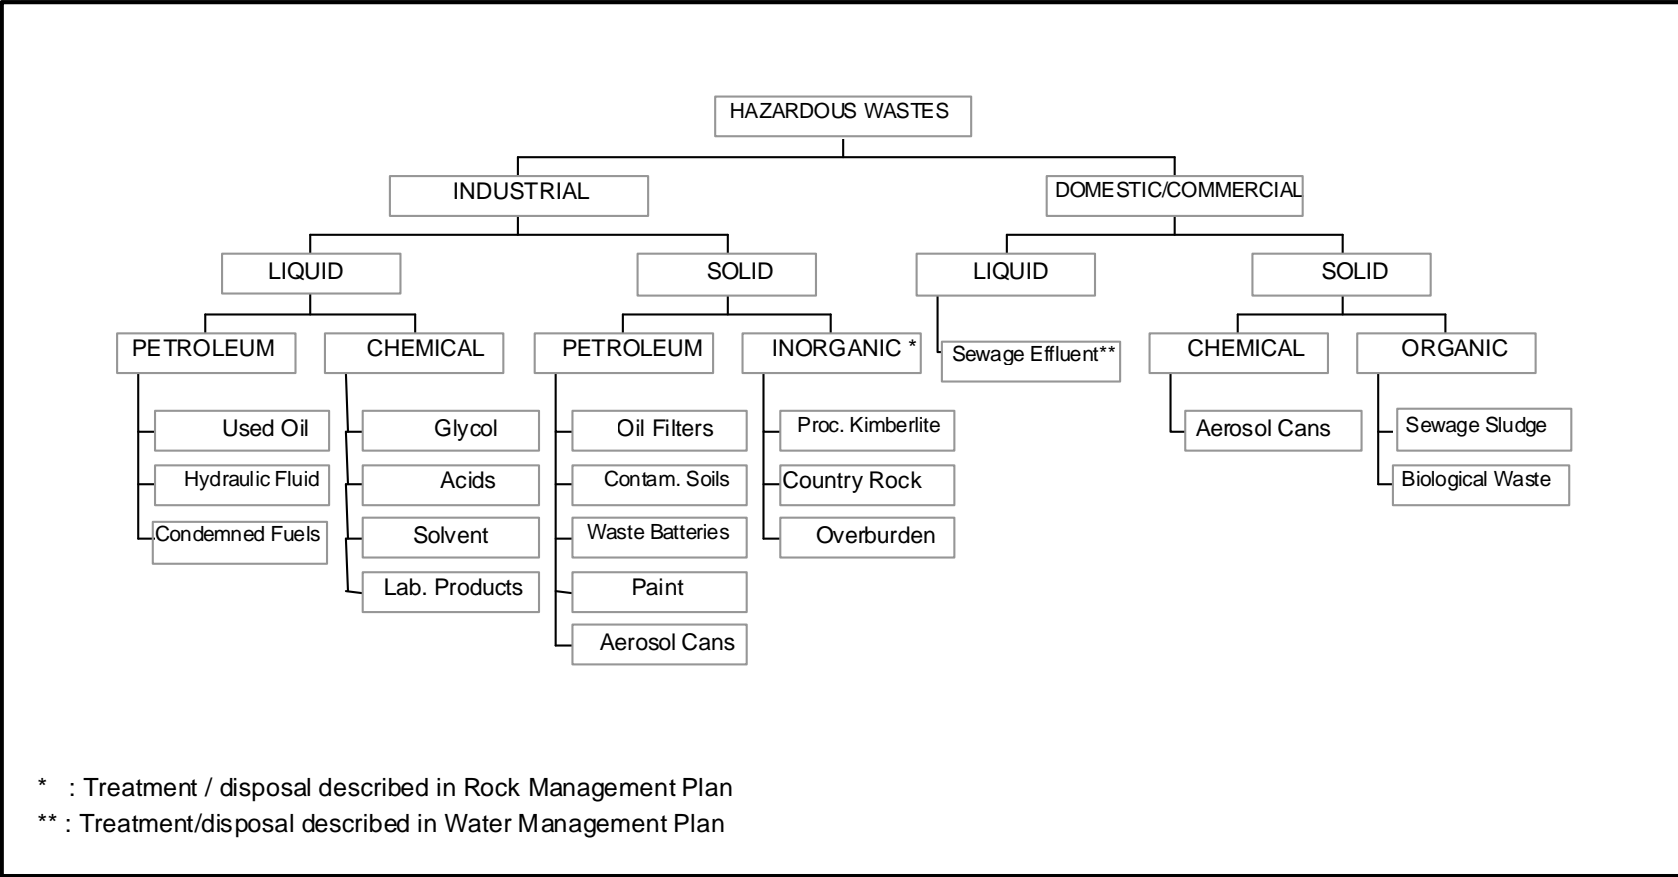 HAZARDOUS WASTES
INDUSTRIAL
DOMESTIC/COMMERCIAL
LIQUID
SOLID
LIQUID
SOLID
PETROLEUM
CHEMICAL
PETROLEUM
INORGANIC *
Sewage Effluent**
CHEMICAL
ORGANIC
Used Oil
Glycol
Oil Filters
Proc. Kimberlite
Aerosol Cans
Sewage Sludge
Hydraulic Fluid
Acids
Contam. Soils
Country Rock
Biological Waste
Condemned Fuels
Solvent
Waste Batteries
Overburden
Lab. Products
Paint
Aerosol Cans
* : Treatment / disposal described in Rock Management Plan
** : Treatment/disposal described in Water Management Plan